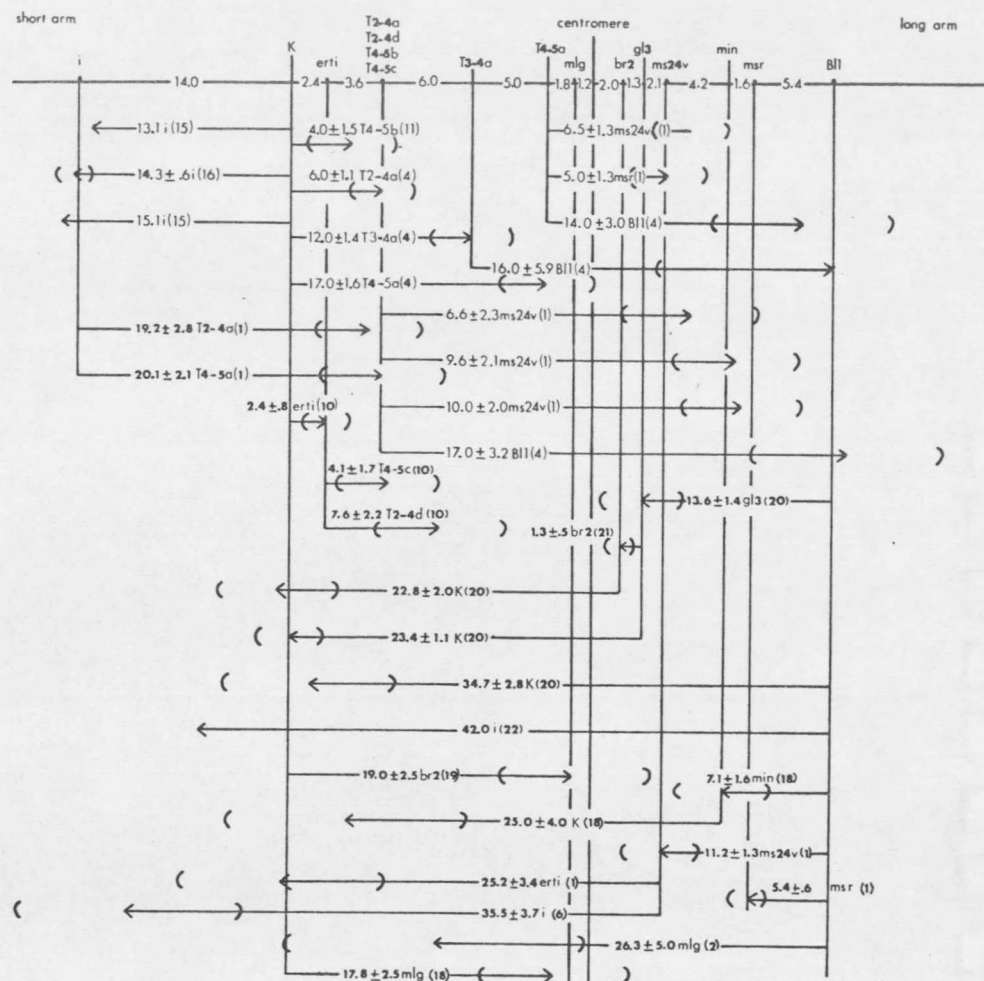 short arm
T2-4a
centromere
long arm
T2-4d
K
T4-5a
gl3
min
i
erti
T4-5c
T3-4a
mlg
br2
ms24v
msr
Bl1
14.0
2.4
3.6
6.0
5.0
1.8
1.2
2.0
1.3
2.1
4.2
1.6
5.4
13.1 i (15)
4.0 ± 1.5 T4-5b (11)
6.5 ± 1.3 ms24v (1)
14.3 ± .6 i (16)
6.0 ± 1.1 T2-4a (4)
5.0 ± 1.3 msr (1)
15.1 i (15)
14.0 ± 3.0 Bl1 (4)
12.0 ± 1.4 T3-4a (4)
16.0 ± 5.9 Bl1 (4)
17.0 ± 1.6 T4-5a (4)
6.6 ± 2.3 ms24v (1)
19.2 ± 2.8 T2-4a (1)
9.6 ± 2.1 ms24v (1)
20.1 ± 2.1 T4-5a (1)
2.4 ± .8 erti (10)
10.0 ± 2.0 ms24v (1)
17.0 ± 3.2 Bl1 (4)
4.1 ± 1.7 T4-5c (10)
13.6 ± 1.4 gl3 (20)
7.6 ± 2.2 T2-4d (10)
1.3 ± .5 br2 (21)
22.8 ± 2.0 K (20)
23.4 ± 1.1 K (20)
34.7 ± 2.8 K (20)
42.0 i (22)
19.0 ± 2.5 br2 (19)
7.1 ± 1.6 min (18)
25.0 ± 4.0 K (18)
11.2 ± 1.3 ms24v (1)
25.2 ± 3.4 erti (1)
5.4 ± .6 msr (1)
35.5 ± 3.7 i (6)
26.3 ± 5.0 mlg (2)
17.8 ± 2.5 mlg (18)